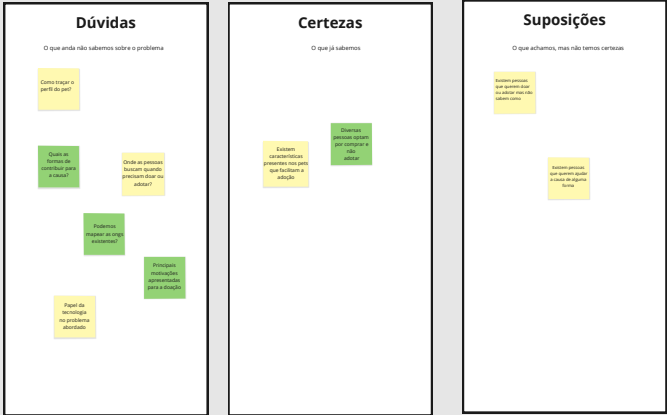 Dúvidas
O que anda não sabemos sobre o problema
Como traçar o
perfil do pet?
Quais as
formas de
contribuir para
a causa?
Onde as pessoas
buscam quando
precisam doar ou
adotar?
Podemos
mapear as ongs
existentes?
Principais
motivações
apresentadas
para a doação
Papel da
tecnologia
no problema
abordado
Certezas
O que já sabemos
Existem
características
presentes nos pets
que facilitam a
adoção
Diversas
pessoas optam
por comprar e
não
adotar
Suposições
O que achamos, mas não temos certezas
Existem pessoas
que querem doar
ou adotar mas não
sabem como
Existem pessoas
que querem ajudar
a causa de alguma
forma